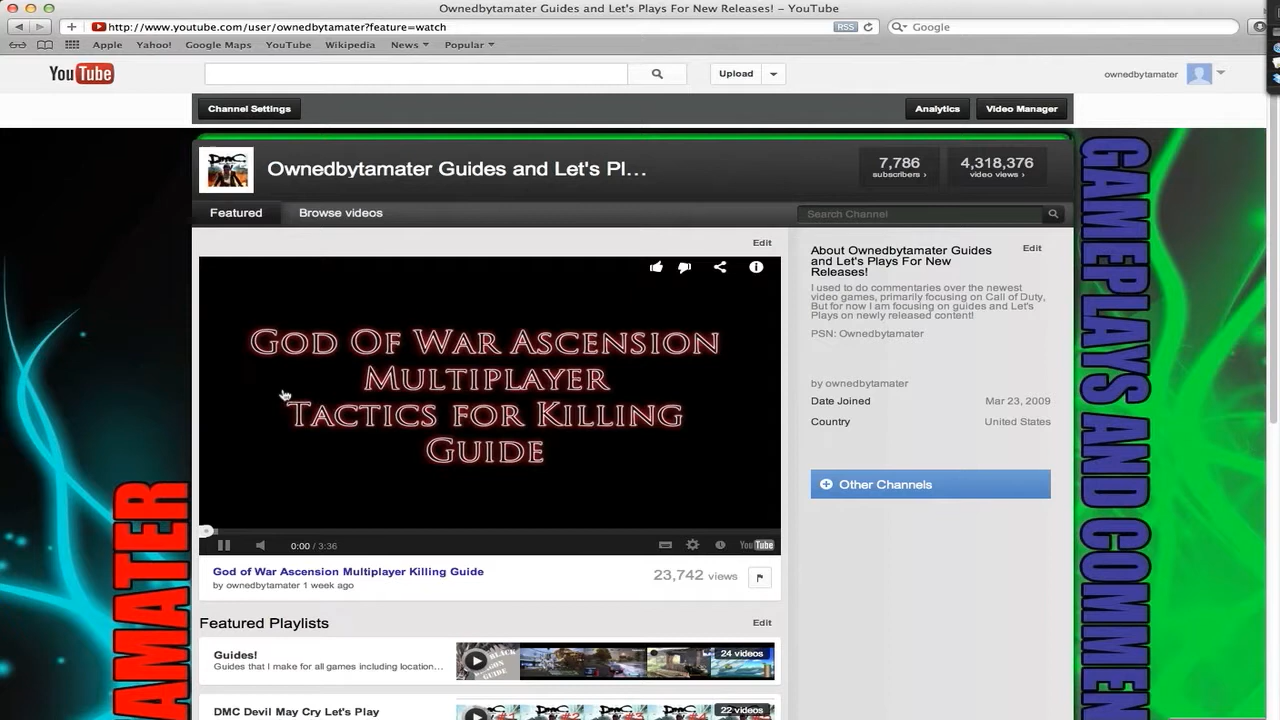 Ownedbytamater Guides and Let's Plays For New Releases! – YouTube
http://www.youtube.com/user/ownedbytamater?feature=watch
RSS
Google
Apple
Yahoo!
Google Maps
YouTube
Wikipedia
News
Popular
YouTube
Upload
ownedbytamater
Channel Settings
Analytics
Video Manager
DMC
Ownedbytamater Guides and Let's Pl...
7,786
subscribers ›
4,318,376
video views ›
Featured
Browse videos
Search Channel
Edit
GOD OF WAR ASCENSION
MULTIPLAYER
TACTICS FOR KILLING
GUIDE
0:00 / 3:36
YouTube
God of War Ascension Multiplayer Killing Guide
by ownedbytamater 1 week ago
23,742 views
Featured Playlists
Edit
Guides!
Guides that I make for all games including location...
BLACK
DRAGON
GUIDE
24 videos
DMC Devil May Cry Let's Play
22 videos
About Ownedbytamater Guides
and Let's Plays For New
Releases!
Edit
I used to do commentaries over the newest
video games, primarily focusing on Call of Duty,
But for now I am focusing on guides and Let's
Plays on newly released content!
PSN: Ownedbytamater
by ownedbytamater
Date Joined
Mar 23, 2009
Country
United States
Other Channels
AMATER
GAMEPLAYS AND COMMEN